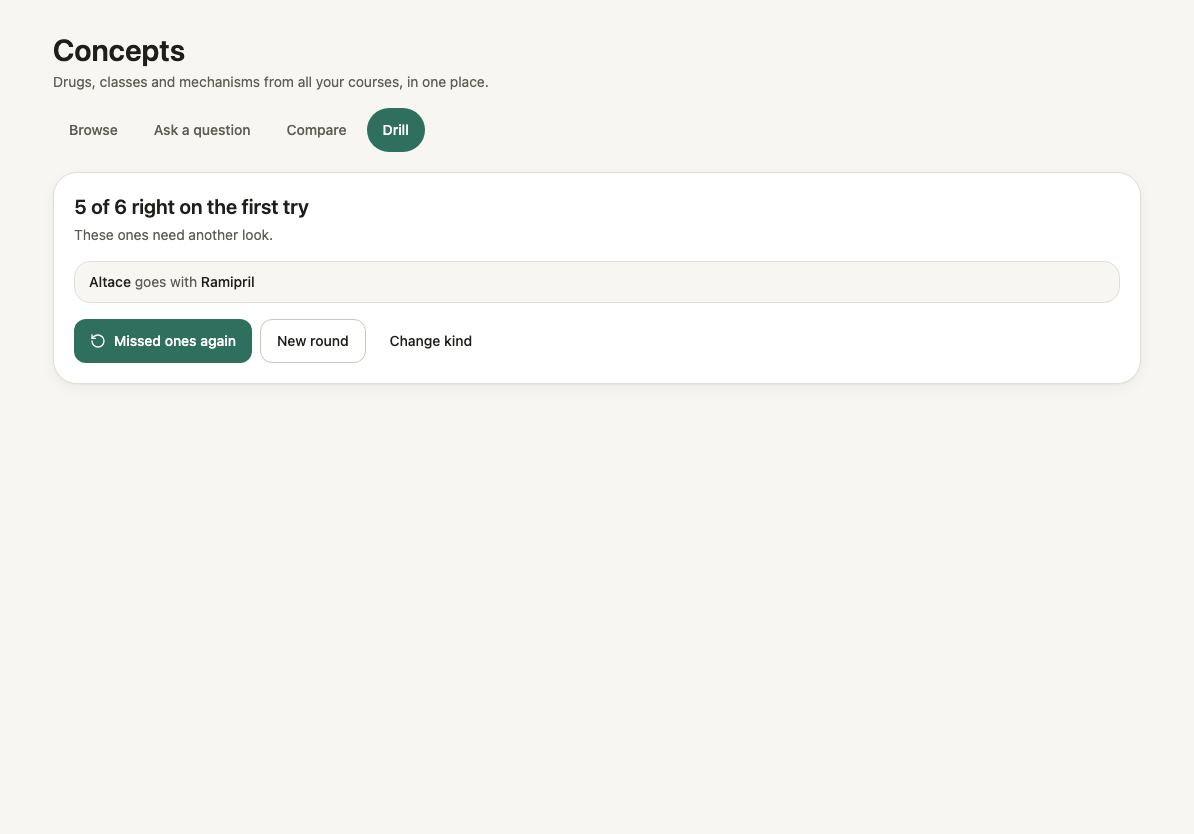 Concepts
Drugs, classes and mechanisms from all your courses, in one place.
Browse Ask a question Compare Drill
5 of 6 right on the first try
These ones need another look.
Altace goes with Ramipril
Missed ones again New round Change kind